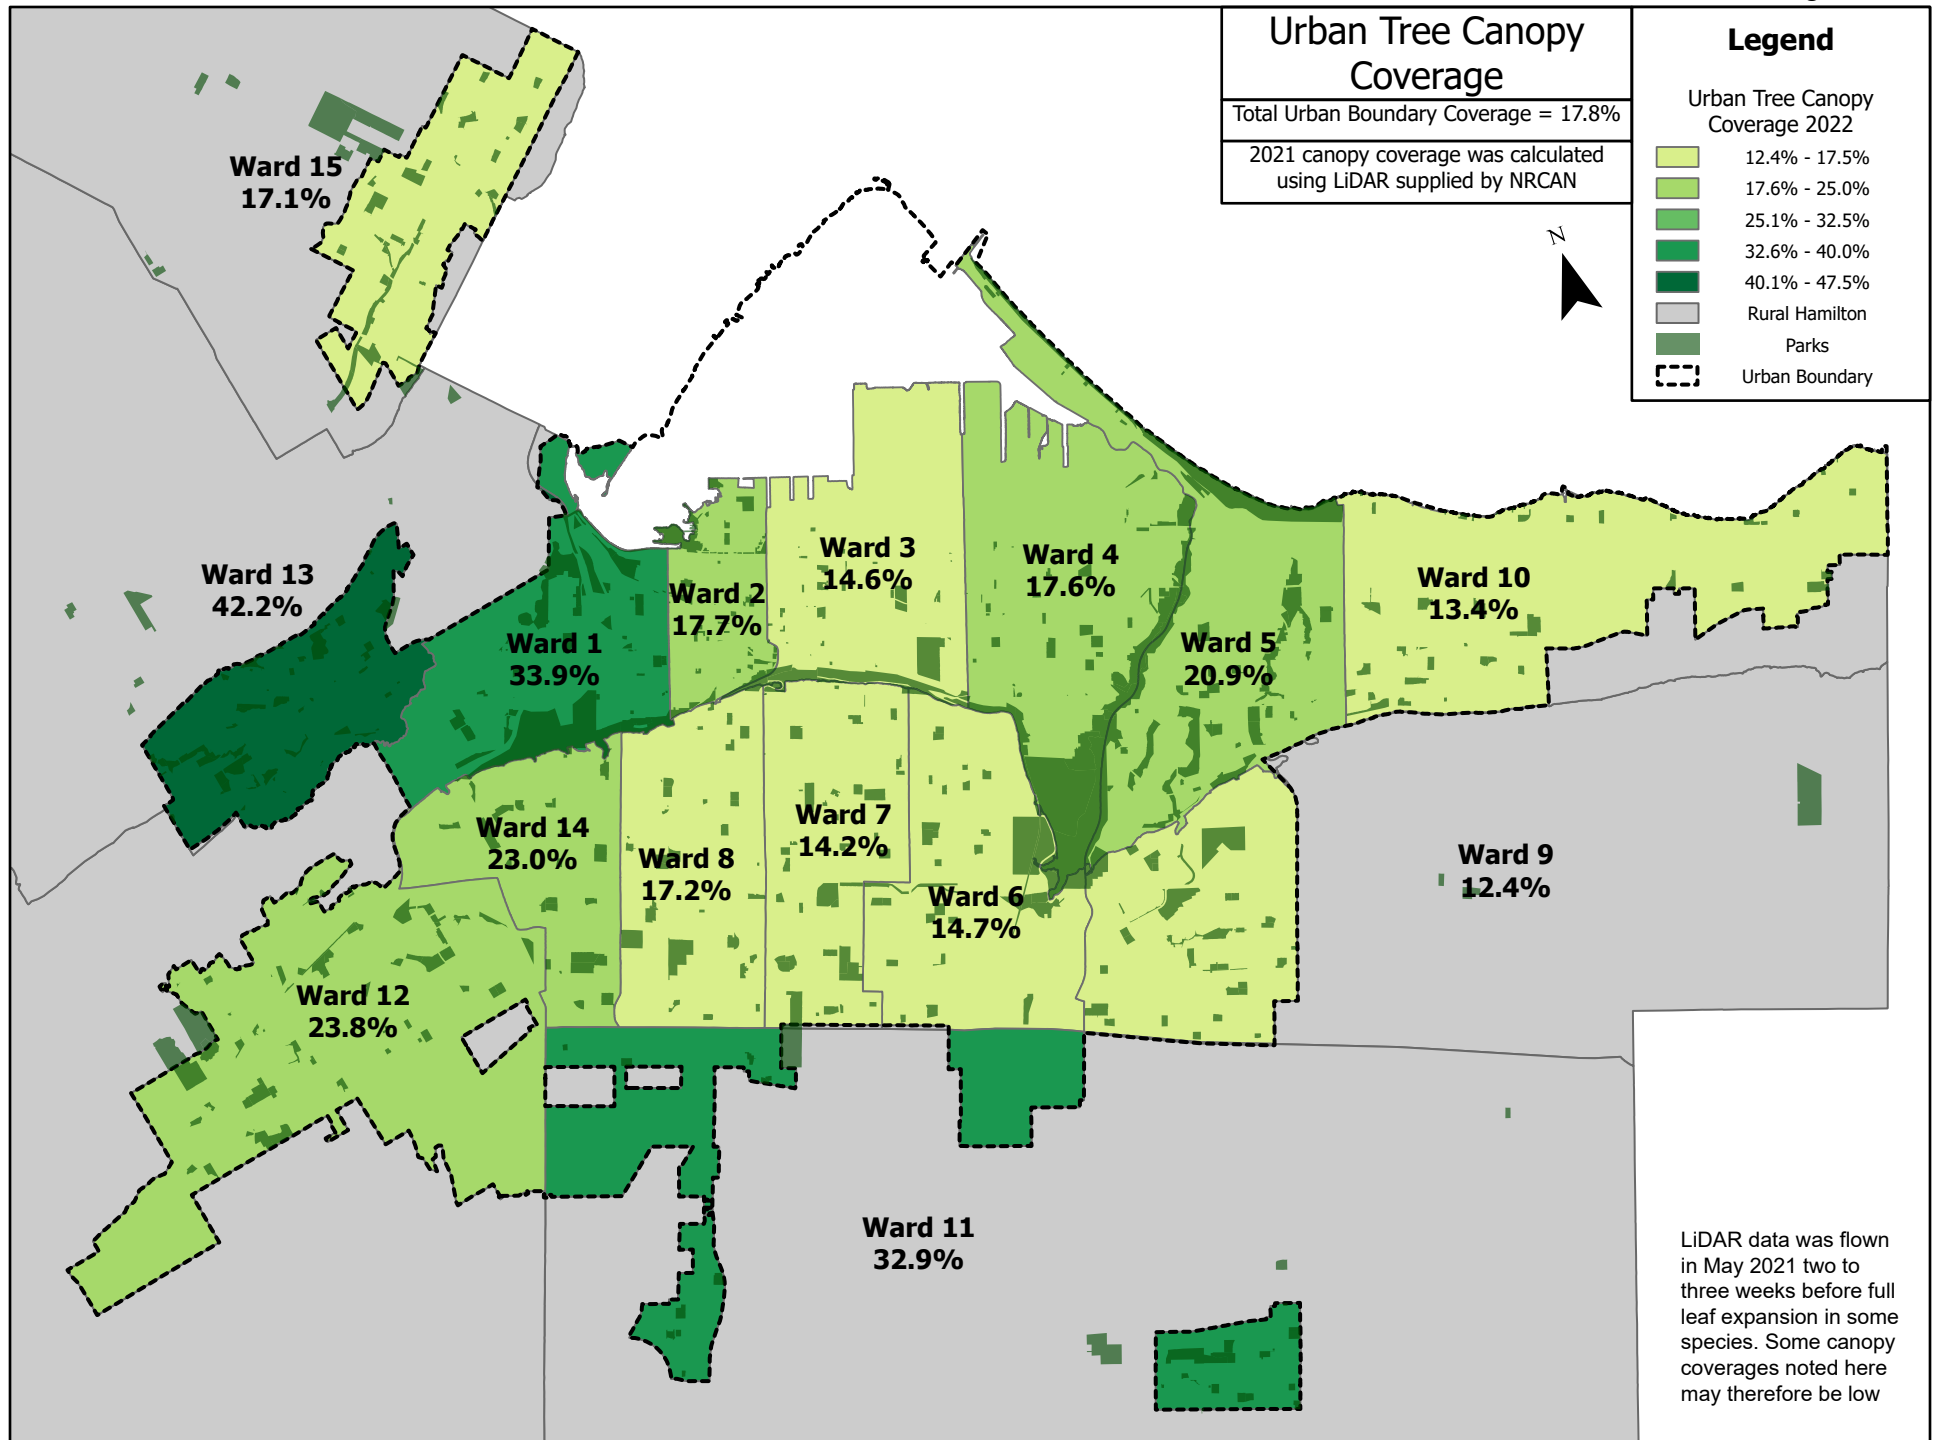 Urban Tree Canopy
Coverage
Total Urban Boundary Coverage = 17.8%
2021 canopy coverage was calculated
using LiDAR supplied by NRCAN
Legend
Urban Tree Canopy
Coverage 2022
12.4% - 17.5%
17.6% - 25.0%
25.1% - 32.5%
32.6% - 40.0%
40.1% - 47.5%
Rural Hamilton
Parks
Urban Boundary
N
Ward 15
17.1%
Ward 13
42.2%
Ward 1
33.9%
Ward 2
17.7%
Ward 3
14.6%
Ward 4
17.6%
Ward 5
20.9%
Ward 10
13.4%
Ward 14
23.0%
Ward 8
17.2%
Ward 7
14.2%
Ward 6
14.7%
Ward 9
12.4%
Ward 12
23.8%
Ward 11
32.9%
LiDAR data was flown
in May 2021 two to
three weeks before full
leaf expansion in some
species. Some canopy
coverages noted here
may therefore be low